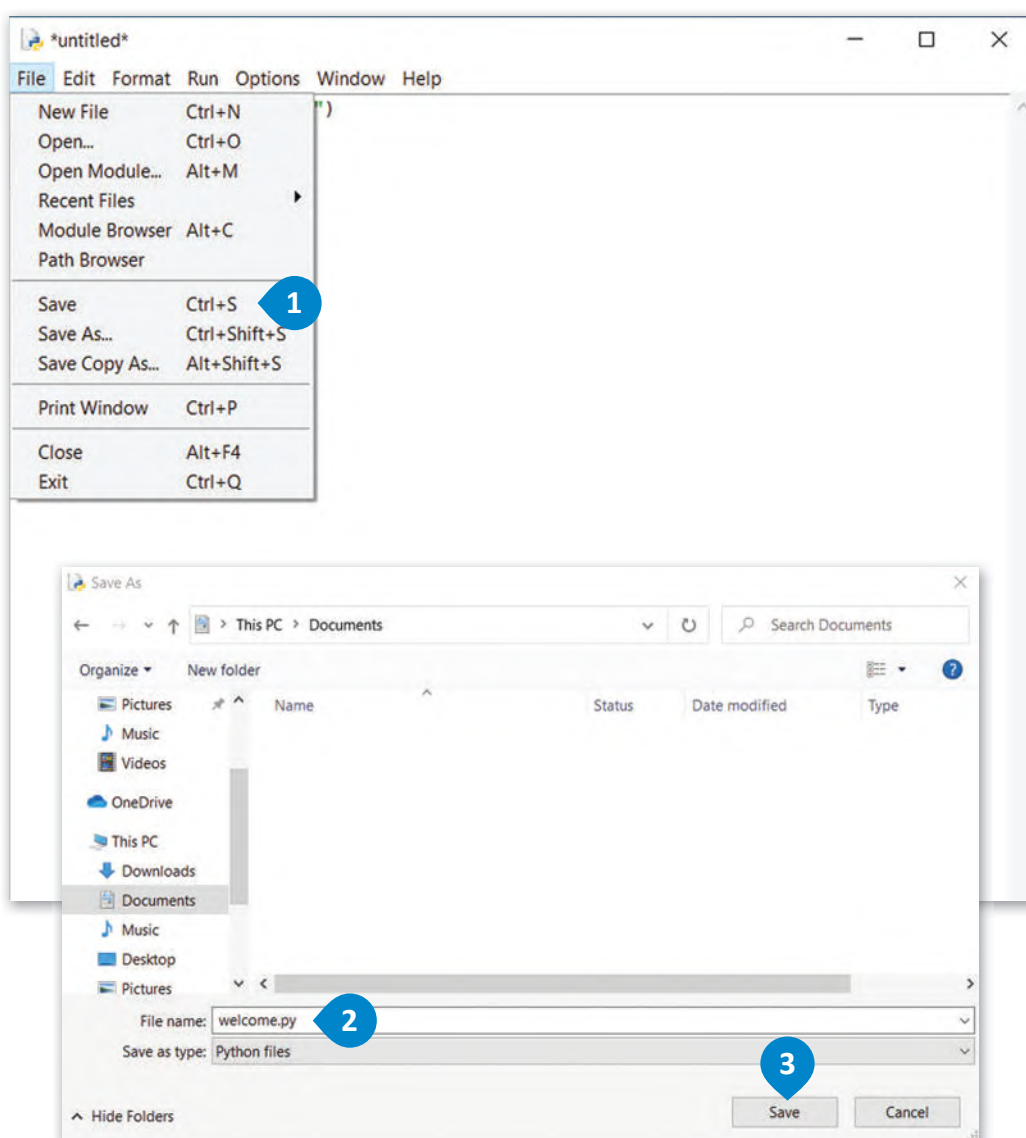 *untitled*
File Edit Format Run Options Window Help
New File Ctrl+N
")
Open... Ctrl+O
Open Module... Alt+M
Recent Files
Module Browser Alt+C
Path Browser
Save Ctrl+S
1
Save As... Ctrl+Shift+S
Save Copy As... Alt+Shift+S
Print Window Ctrl+P
Close Alt+F4
Exit Ctrl+Q
Save As
This PC > Documents
Search Documents
Organize New folder
?
Name Status Date modified Type
Pictures
Music
Videos
OneDrive
This PC
Downloads
Documents
Music
Desktop
Pictures
File name: welcome.py
2
Save as type: Python files
3
Hide Folders
Save Cancel